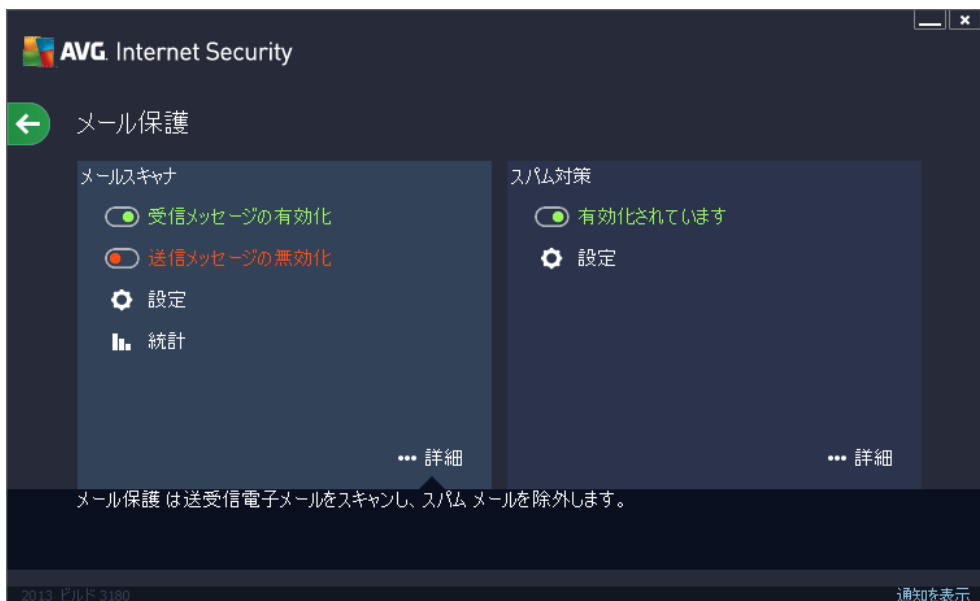 AVG. Internet Security
メール保護
メールスキャナ
受信メッセージの有効化
送信メッセージの無効化
設定
統計
••• 詳細
スパム対策
有効化されています
設定
••• 詳細
メール保護 は送受信電子メールをスキャンし、スパム メールを除外します。
2013 ビルド 3180
通知を表示